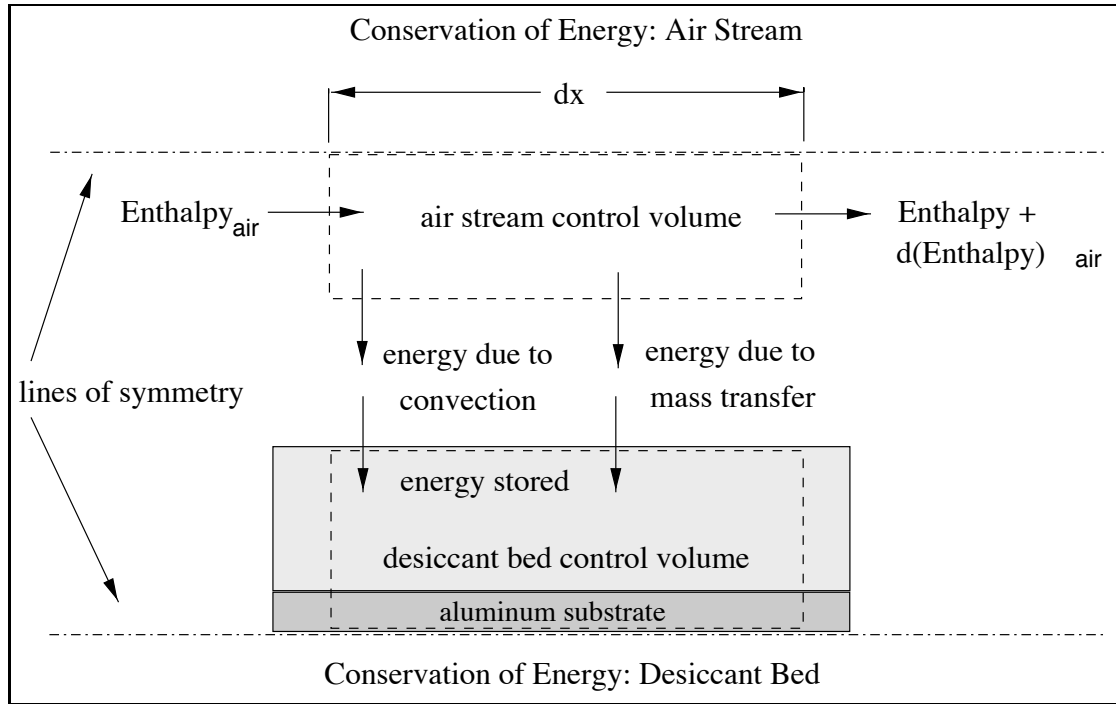 Conservation of Energy: Air Stream
dx
Enthalpy air
air stream control volume
Enthalpy +
d(Enthalpy) air
energy due to
convection
energy due to
mass transfer
lines of symmetry
energy stored
desiccant bed control volume
aluminum substrate
Conservation of Energy: Desiccant Bed